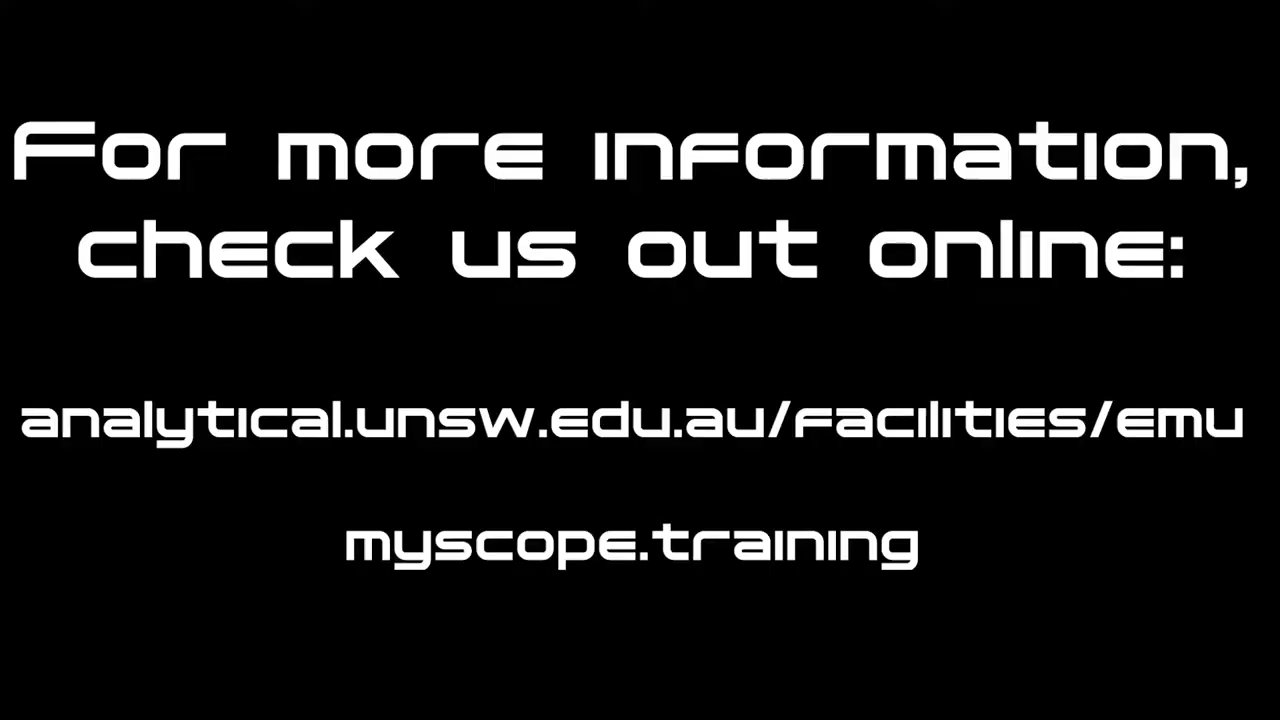 For more information,
check us out online:
analytical.unsw.edu.au/facilities/emu
myscope.training